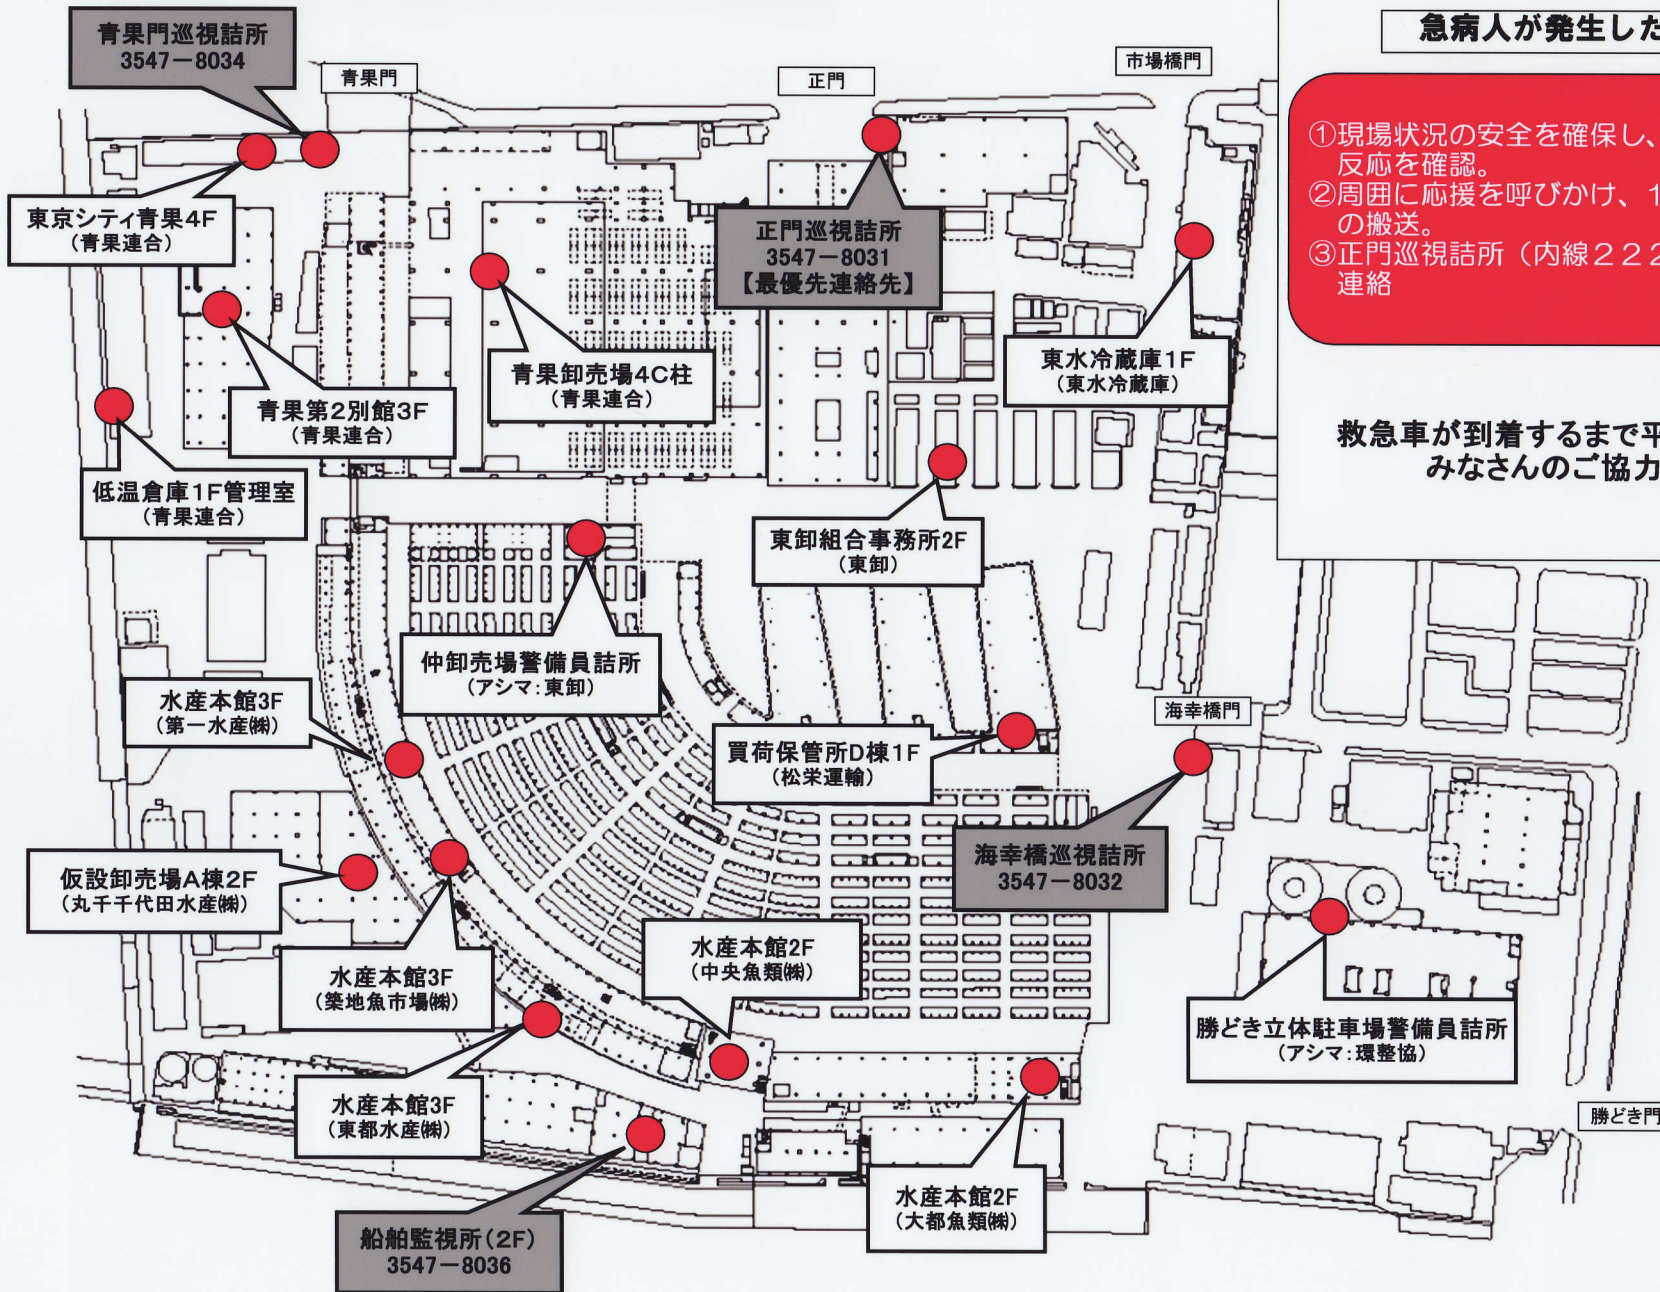 青果門巡視詰所
3547－8034
青果門
正門
市場橋門
急病人が発生した
①現場状況の安全を確保し、
反応を確認。
②周囲に応援を呼びかけ、1
の搬送。
③正門巡視詰所（内線222
連絡
救急車が到着するまで平
みなさんのご協力
東京シティ青果4F
（青果連合）
正門巡視詰所
3547－8031
【最優先連絡先】
東水冷蔵庫1F
（東水冷蔵庫）
青果卸売場4C柱
（青果連合）
青果第2別館3F
（青果連合）
低温倉庫1F管理室
（青果連合）
東卸組合事務所2F
（東卸）
仲卸売場警備員詰所
（アシマ：東卸）
水産本館3F
（第一水産㈱）
買荷保管所D棟1F
（松栄運輸）
海幸橋門
海幸橋巡視詰所
3547－8032
仮設卸売場A棟2F
（丸千千代田水産㈱）
水産本館3F
（築地魚市場㈱）
水産本館2F
（中央魚類㈱）
勝どき立体駐車場警備員詰所
（アシマ：環整協）
水産本館3F
（東都水産㈱）
勝どき門
水産本館2F
（大都魚類㈱）
船舶監視所（2F）
3547－8036